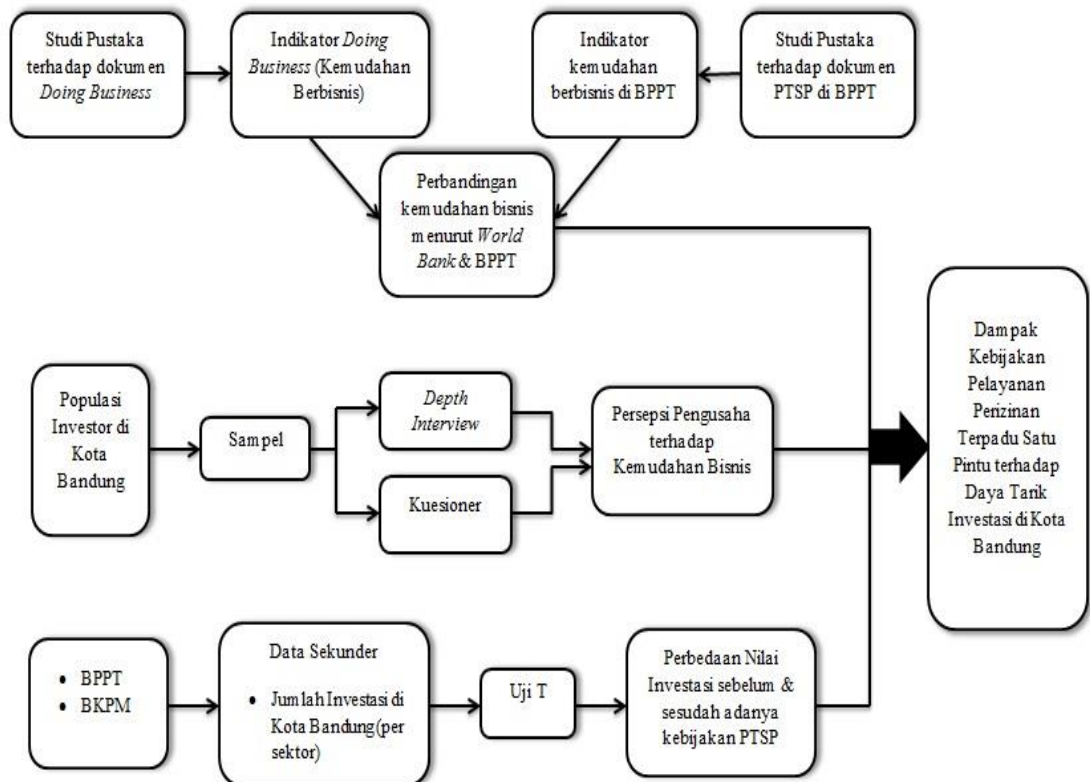 Studi Pustaka
terhadap dokumen
Doing Business
Indikator Doing
Business (Kemudahan
Berbisnis)
Indikator
kemudahan
berbisnis di BPPT
Studi Pustaka
terhadap dokumen
PTSP di BPPT
Perbandingan
kemudahan bisnis
menurut World
Bank & BPPT
Populasi
Investor di
Kota
Bandung
Sampel
Depth
Interview
Kuesioner
Persepsi Pengusaha
terhadap
Kemudahan Bisnis
Dampak
Kebijakan
Pelayanan
Perizinan
Terpadu Satu
Pintu terhadap
Daya Tarik
Investasi di Kota
Bandung
• BPPT
• BKPM
Data Sekunder
• Jumlah Investasi di
Kota Bandung(per
sektor)
Uji T
Perbedaan Nilai
Investasi sebelum &
sesudah adanya
kebijakan PTSP